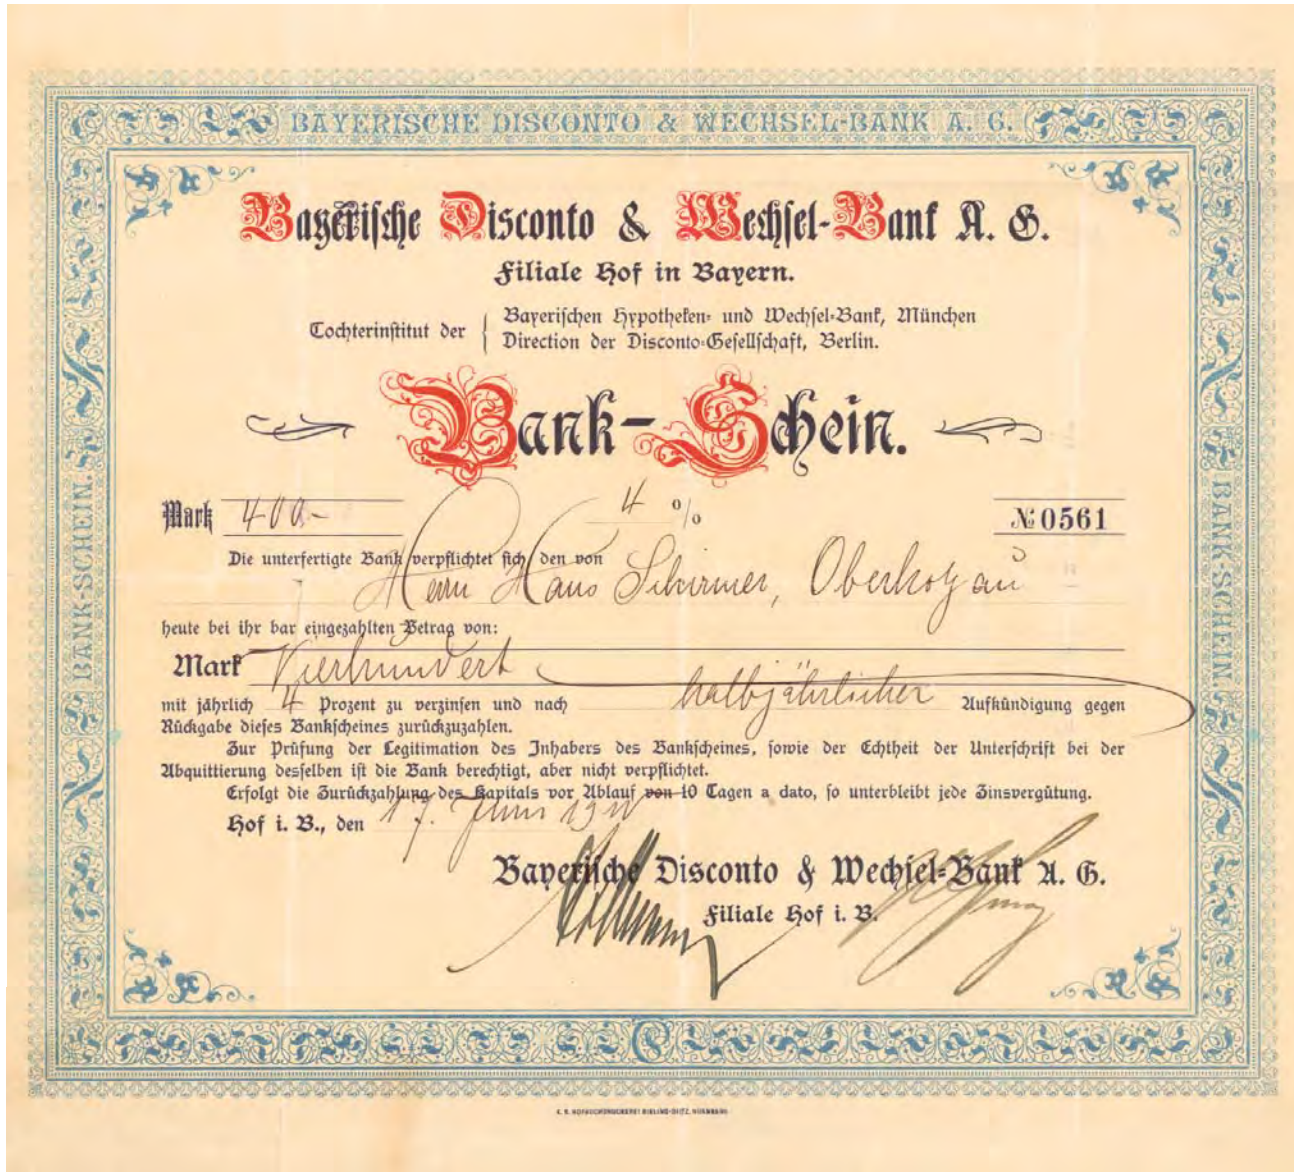 BAYERISCHE DISCONTO & WECHSEL-BANK A. G.
Bayerische Disconto & Wechsel-Bank A. G.
Filiale Hof in Bayern.
Tochterinstitut der { Bayerischen Hypotheken- und Wechsel-Bank, München
Direction der Disconto-Gesellschaft, Berlin.
Bank-Schein.
Mark 400.- 4 % № 0561
Die unterfertigte Bank verpflichtet sich den von
Herrn Hans Schirmer, Oberkotzau
heute bei ihr bar eingezahlten Betrag von:
Mark Vierhundert
mit jährlich 4 Prozent zu verzinsen und nach halbjährlicher Aufkündigung gegen
Rückgabe dieses Bankscheines zurückzuzahlen.
Zur Prüfung der Legitimation des Inhabers des Bankscheines, sowie der Echtheit der Unterschrift bei der
Abquittierung desselben ist die Bank berechtigt, aber nicht verpflichtet.
Erfolgt die Zurückzahlung des Kapitals vor Ablauf von 10 Tagen a dato, so unterbleibt jede Zinsvergütung.
Hof i. B., den 17. Juni
Bayerische Disconto & Wechsel-Bank A. G.
Filiale Hof i. B.
BANK-SCHEIN.
BANK-SCHEIN.